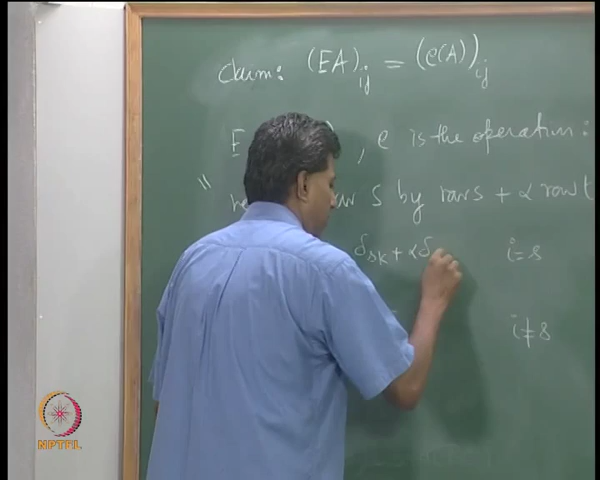 Claim: (EA)ij = (e(A))ij
E , e is the operation:
" row s by row s + α row t
δsk + αδ i = s
i ≠ s
NPTEL